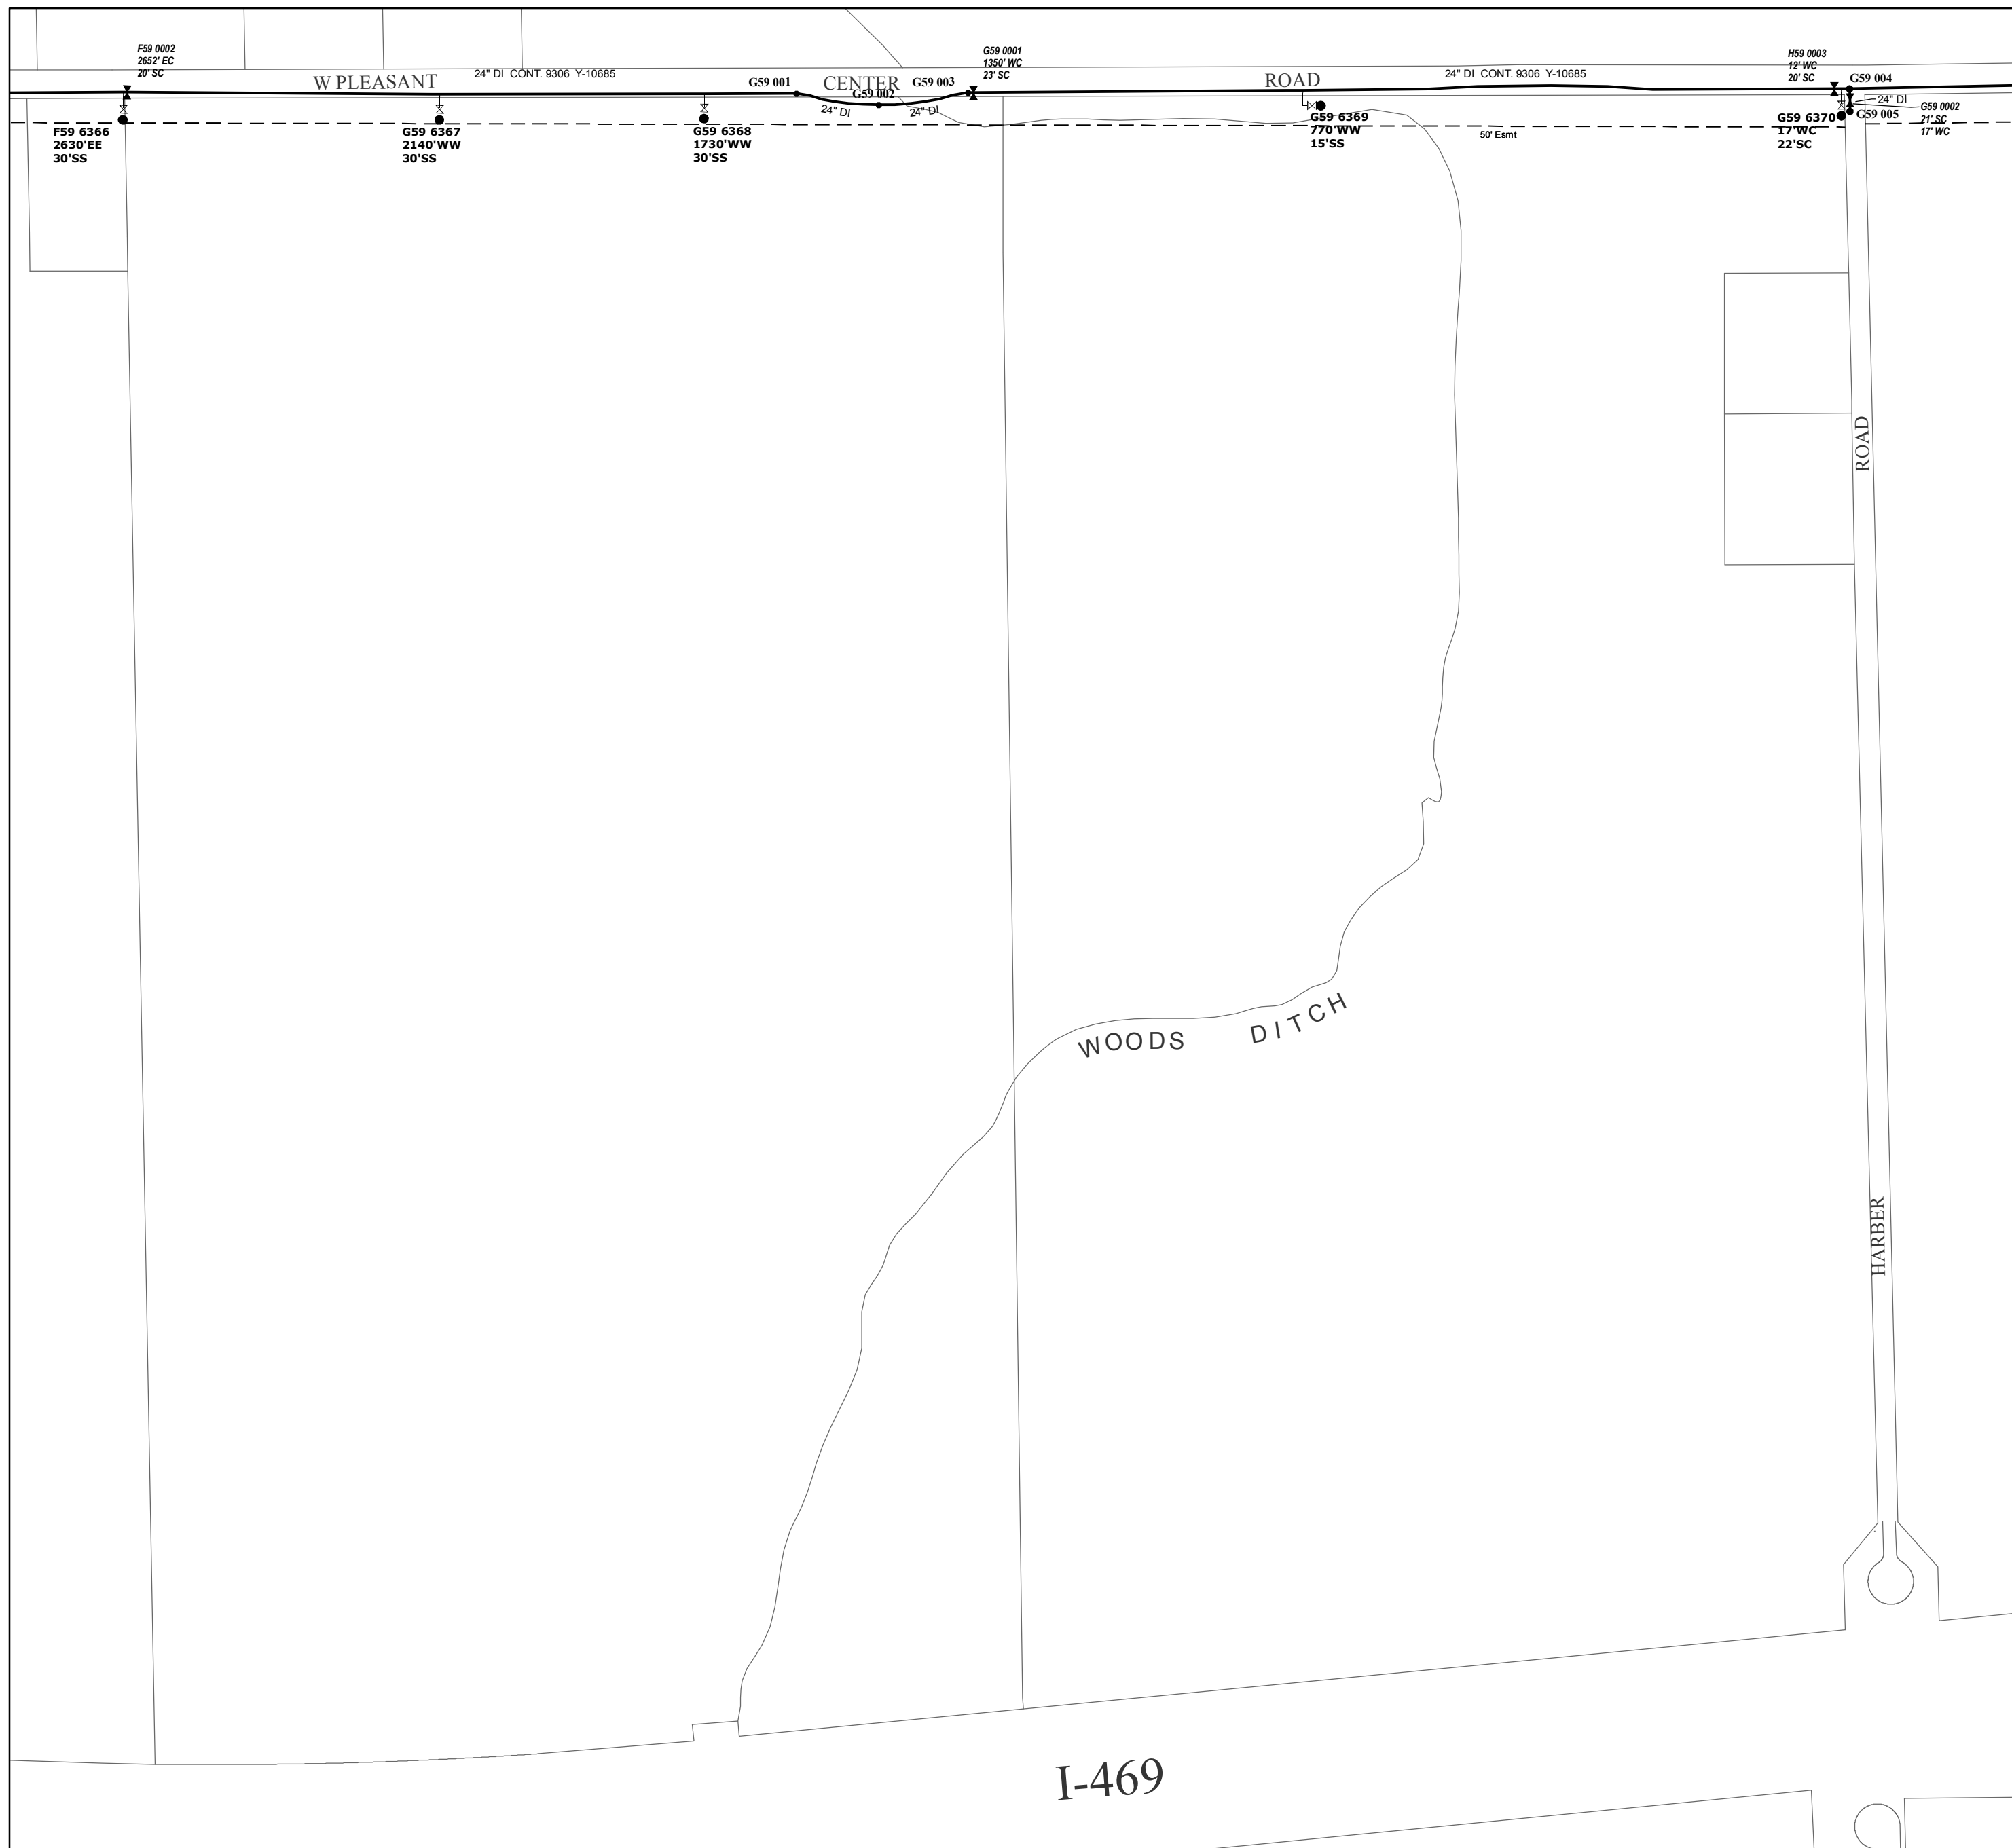 F59 0002
2652' EC
20' SC
G59 0001
1350' WC
23' SC
H59 0003
12' WC
20' SC
W PLEASANT
24" DI CONT. 9306 Y-10685
G59 001
CENTER
G59 003
ROAD
24" DI CONT. 9306 Y-10685
G59 004
G59 002
24" DI
24" DI
24" DI
G59 005
G59 0002
21' SC
17' WC
F59 6366
2630'EE
30'SS
G59 6367
2140'WW
30'SS
G59 6368
1730'WW
30'SS
G59 6369
770'WW
15'SS
50' Esmt
G59 6370
17'WC
22'SC
ROAD
WOODS DITCH
HARBER
I-469